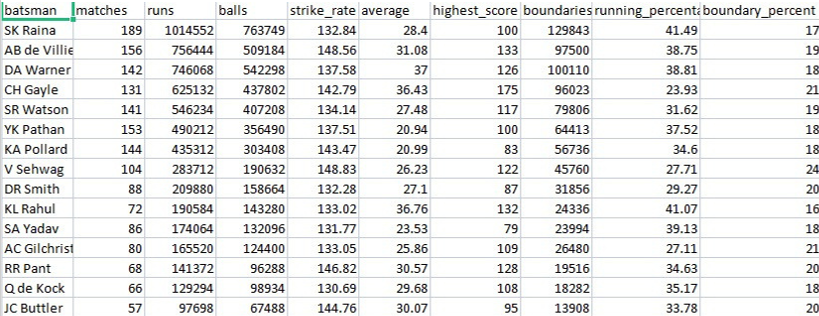 batsman matches runs balls strike_rate average highest_score boundaries running_percenta boundary_percent
SK Raina 189 1014552 763749 132.84 28.4 100 129843 41.49 17
AB de Villie 156 756444 509184 148.56 31.08 133 97500 38.75 19
DA Warner 142 746068 542298 137.58 37 126 100110 38.81 18
CH Gayle 131 625132 437802 142.79 36.43 175 96023 23.93 21
SR Watson 141 546234 407208 134.14 27.48 117 79806 31.62 19
YK Pathan 153 490212 356490 137.51 20.94 100 64413 37.52 18
KA Pollard 144 435312 303408 143.47 20.99 83 56736 34.6 18
V Sehwag 104 283712 190632 148.83 26.23 122 45760 27.71 24
DR Smith 88 209880 158664 132.28 27.1 87 31856 29.27 20
KL Rahul 72 190584 143280 133.02 36.76 132 24336 41.07 16
SA Yadav 86 174064 132096 131.77 23.53 79 23994 39.13 18
AC Gilchrist 80 165520 124400 133.05 25.86 109 26480 27.11 21
RR Pant 68 141372 96288 146.82 30.57 128 19516 34.63 20
Q de Kock 66 129294 98934 130.69 29.68 108 18282 35.17 18
JC Buttler 57 97698 67488 144.76 30.07 95 13908 33.78 20